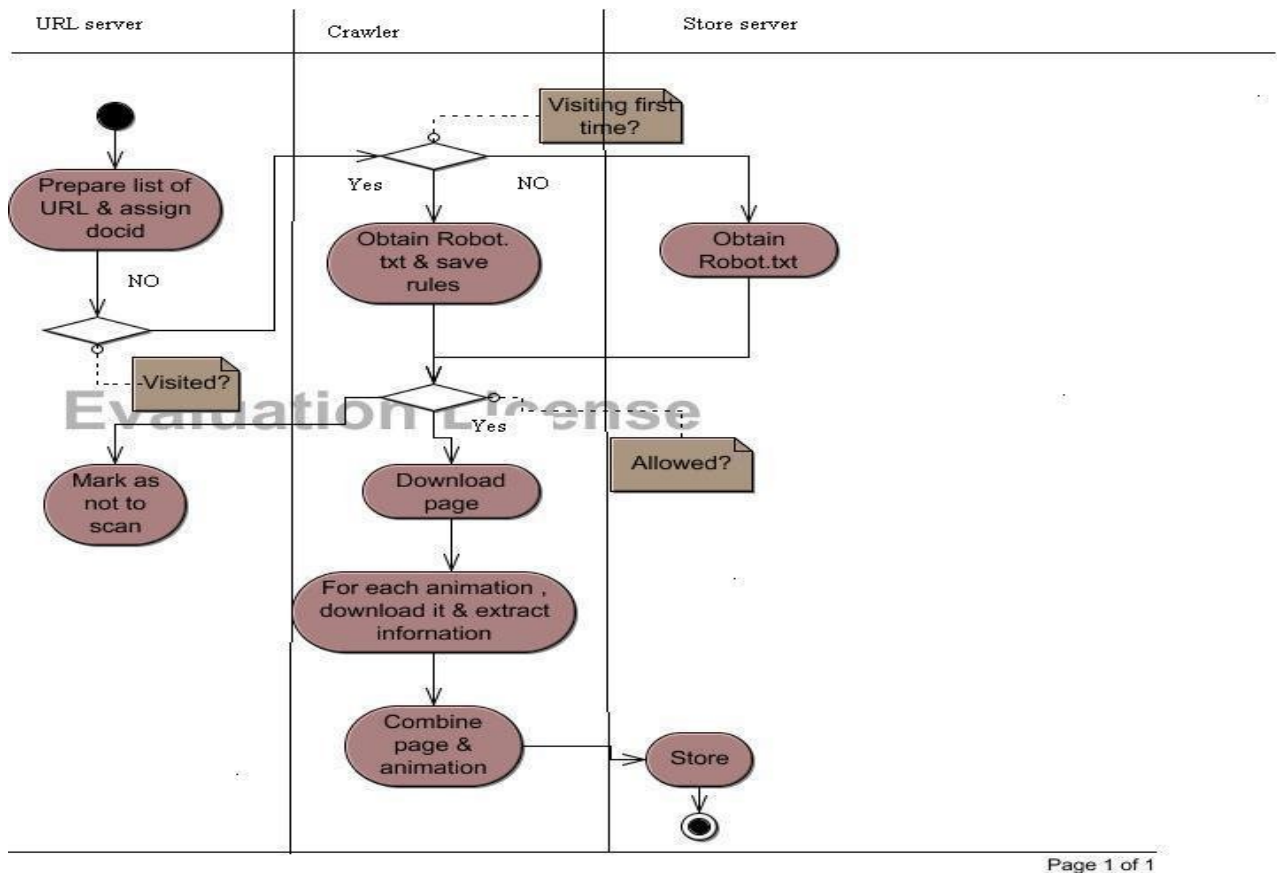 URL server
Crawler
Store server
Visiting first
time?
Prepare list of
URL & assign
docid
Yes
NO
Obtain Robot.
txt & save
rules
Obtain
Robot.txt
NO
Visited?
Evaluation License
Yes
Allowed?
Mark as
not to
scan
Download
page
For each animation ,
download it & extract
infornation
Combine
page &
animation
Store
Page 1 of 1